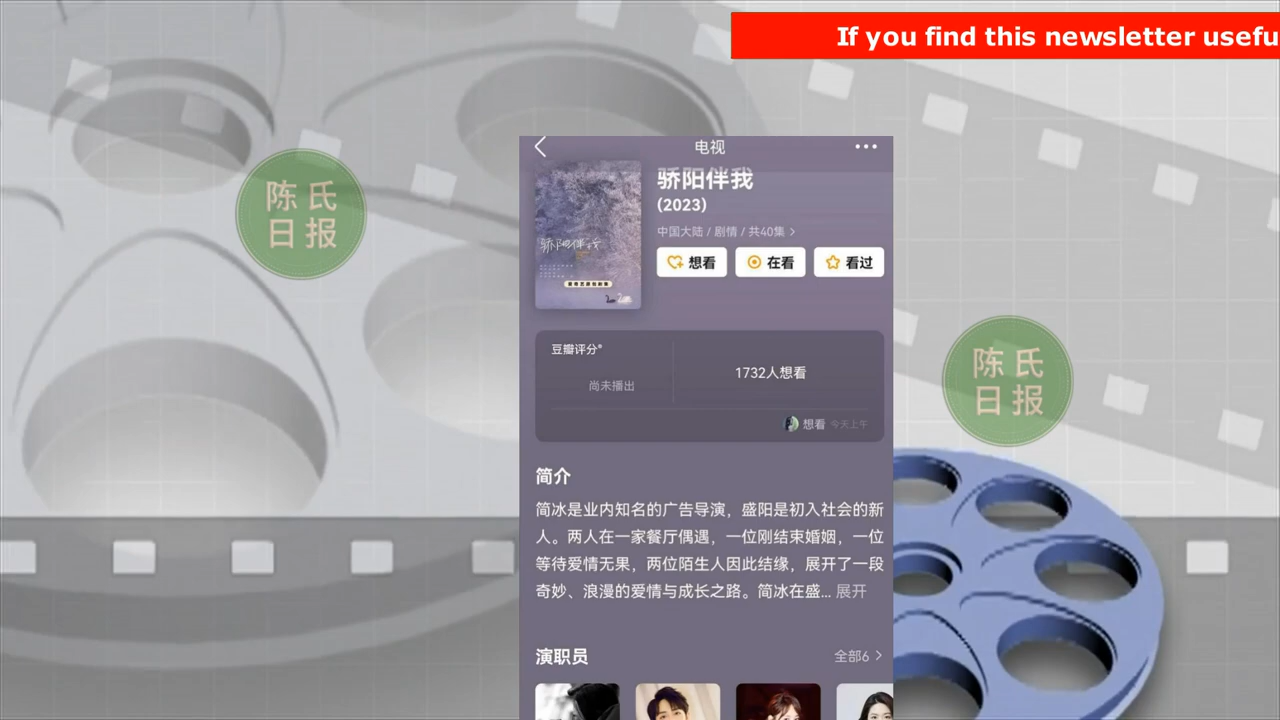 If you find this newsletter usefu
电视
骄阳伴我
(2023)
中国大陆 / 剧情 / 共40集
想看
在看
看过
骄阳伴我
豆瓣评分
尚未播出
1732人想看
想看 今天上午
简介
简冰是业内知名的广告导演，盛阳是初入社会的新
人。两人在一家餐厅偶遇，一位刚结束婚姻，一位
等待爱情无果，两位陌生人因此结缘，展开了一段
奇妙、浪漫的爱情与成长之路。简冰在盛... 展开
演职员
全部6
陈氏
日报
陈氏
日报